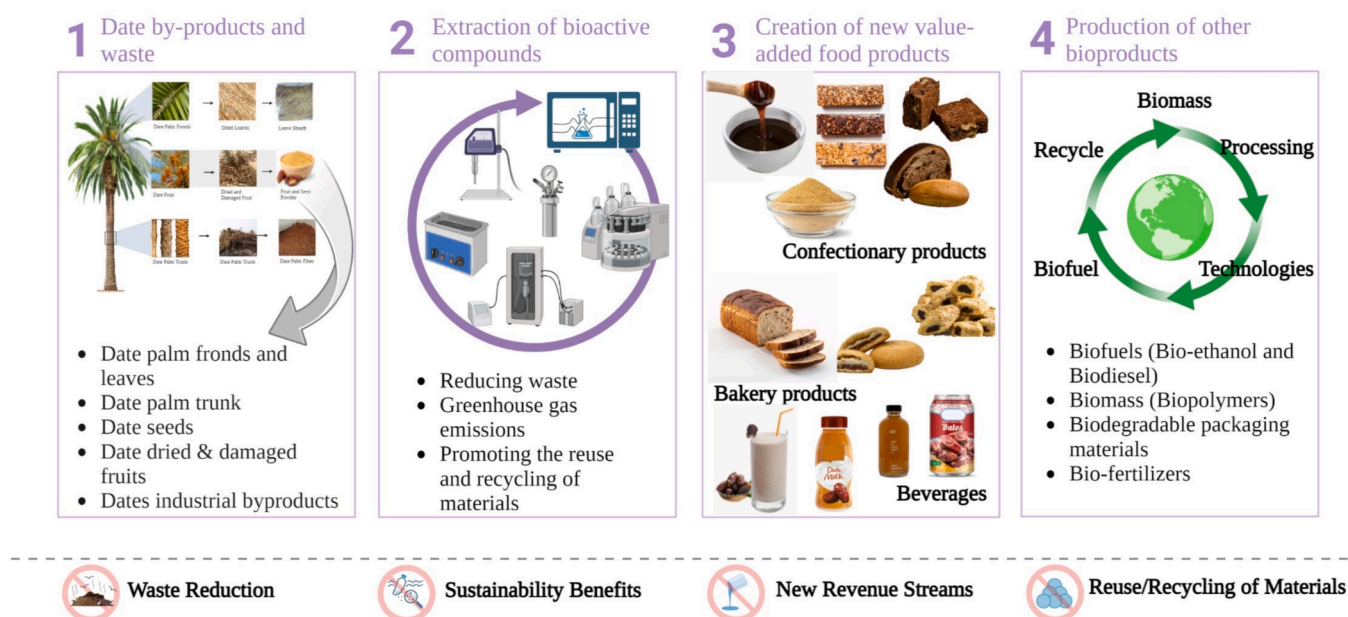 1 Date by-products and
waste
Date Palm Fronds
Dried Leaves
Leave Sheath
Date Fruit
Dried and
Damaged Fruit
Fruit and Seed
Powder
Date Palm Trunk
Date Palm Trunk
Date Palm Fiber
• Date palm fronds and
leaves
• Date palm trunk
• Date seeds
• Date dried & damaged
fruits
• Dates industrial byproducts
2 Extraction of bioactive
compounds
• Reducing waste
• Greenhouse gas
emissions
• Promoting the reuse
and recycling of
materials
3 Creation of new value-
added food products
Confectionary products
Bakery products
Date
Milk
Dates
Beverages
4 Production of other
bioproducts
Biomass
Recycle
Processing
Biofuel
Technologies
• Biofuels (Bio-ethanol and
Biodiesel)
• Biomass (Biopolymers)
• Biodegradable packaging
materials
• Bio-fertilizers
Waste Reduction
Sustainability Benefits
New Revenue Streams
Reuse/Recycling of Materials